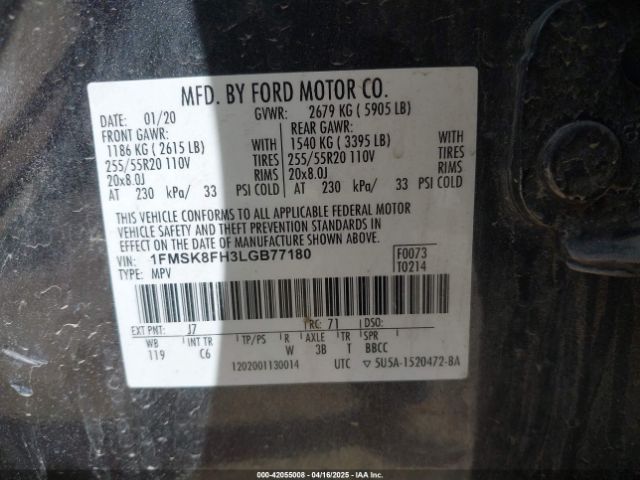 MFD. BY FORD MOTOR CO.
DATE: 01/20 GVWR: 2679 KG ( 5905 LB)
FRONT GAWR: REAR GAWR:
1186 KG ( 2615 LB) WITH 1540 KG ( 3395 LB) WITH
255/55R20 110V TIRES 255/55R20 110V TIRES
20x8.0J RIMS 20x8.0J RIMS
AT 230 kPa/ 33 PSI COLD AT 230 kPa/ 33 PSI COLD
THIS VEHICLE CONFORMS TO ALL APPLICABLE FEDERAL MOTOR
VEHICLE SAFETY AND THEFT PREVENTION STANDARDS IN
EFFECT ON THE DATE OF MANUFACTURE SHOWN ABOVE.
VIN: 1FMSK8FH3LGB77180 F0073
TYPE: MPV T0214
EXT PNT: J7 RC: 71 DSO:
WB INT TR TP/PS R AXLE TR SPR
119 C6 W 3B T BBCC
1202001130014 UTC ▽ 5U5A-1520472-BA
000-42055008 - 04/16/2025 - IAA Inc.